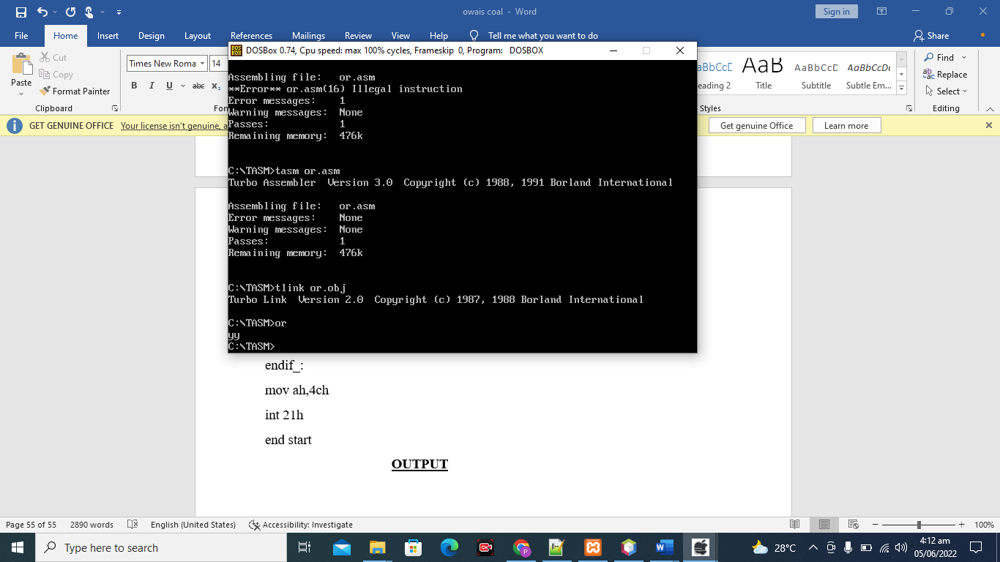 owais coal - Word
Sign in
File Home Insert Design Layout References Mailings Review View Help Tell me what you want to do Share
Paste
Cut
Copy
Format Painter
Clipboard
Times New Roma 14
B I U abc x₂
Fon
DOSBox 0.74, Cpu speed: max 100% cycles, Frameskip 0, Program: DOSBOX
aBbCcC AaB AaBbCcD AaBbCcDc
eading 2 Title Subtitle Subtle Em...
Styles
Find
Replace
Select
Editing
GET GENUINE OFFICE Your license isn't genuine, a
Get genuine Office Learn more
Assembling file: or.asm
**Error** or.asm(16) Illegal instruction
Error messages: 1
Warning messages: None
Passes: 1
Remaining memory: 476k
C:\TASM>tasm or.asm
Turbo Assembler Version 3.0 Copyright (c) 1988, 1991 Borland International
Assembling file: or.asm
Error messages: None
Warning messages: None
Passes: 1
Remaining memory: 476k
C:\TASM>tlink or.obj
Turbo Link Version 2.0 Copyright (c) 1987, 1988 Borland International
C:\TASM>or
yy
C:\TASM>
endif_:
mov ah,4ch
int 21h
end start
OUTPUT
Page 55 of 55 2890 words English (United States) Accessibility: Investigate 100%
Type here to search
28°C
4:12 am
05/06/2022